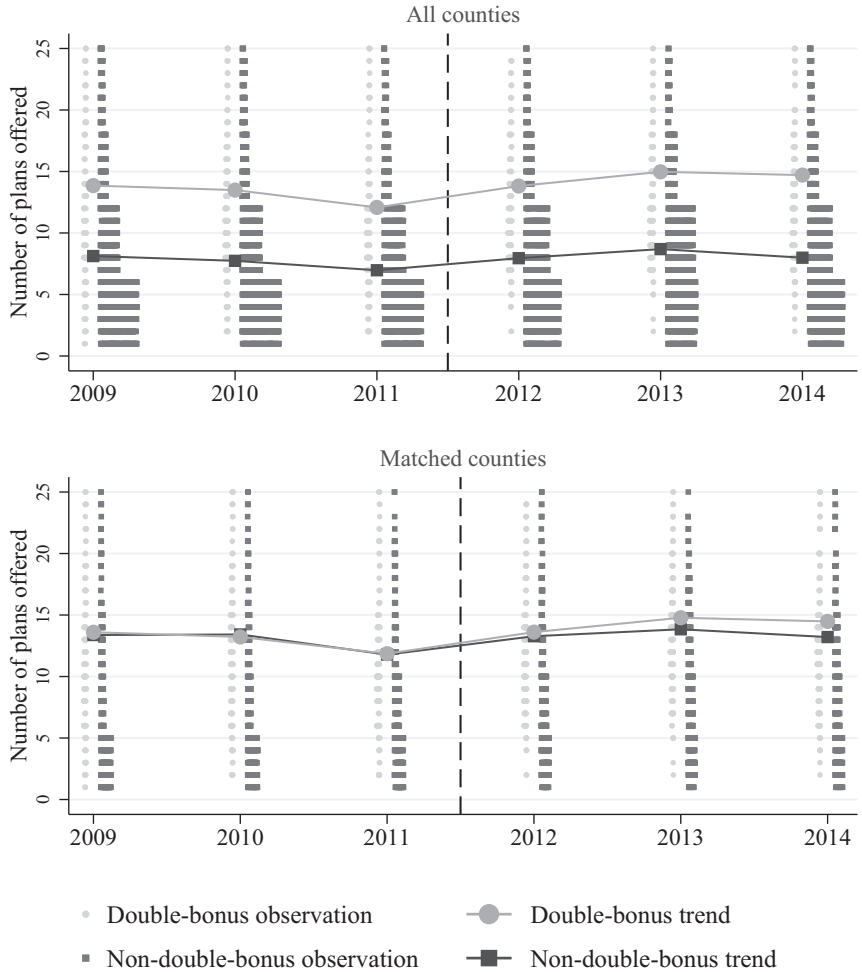 All counties
Number of plans offered
25
20
15
10
5
0
2009 2010 2011 2012 2013 2014
Matched counties
Number of plans offered
25
20
15
10
5
0
2009 2010 2011 2012 2013 2014
Double-bonus observation Double-bonus trend
Non-double-bonus observation Non-double-bonus trend